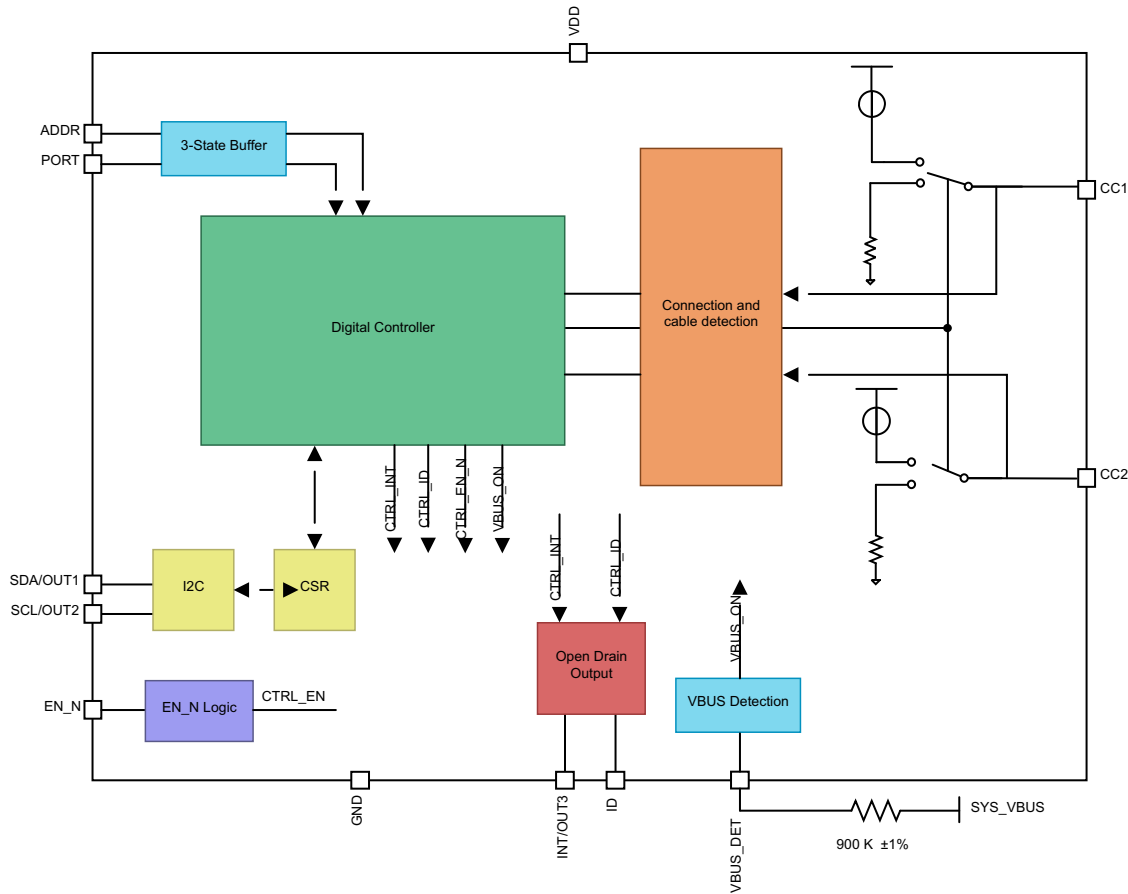 VDD
ADDR
PORT
3-State Buffer
CC1
Digital Controller
Connection and
cable detection
CTRL_INT
CTRL_ID
CTRL_EN_N
VBUS_ON
CC2
CTRL_INT
CTRL_ID
SDA/OUT1
SCL/OUT2
I2C
CSR
VBUS_ON
Open Drain
Output
EN_N
EN_N Logic
CTRL_EN
VBUS Detection
GND
INT/OUT3
ID
VBUS_DET
SYS_VBUS
900 K ±1%